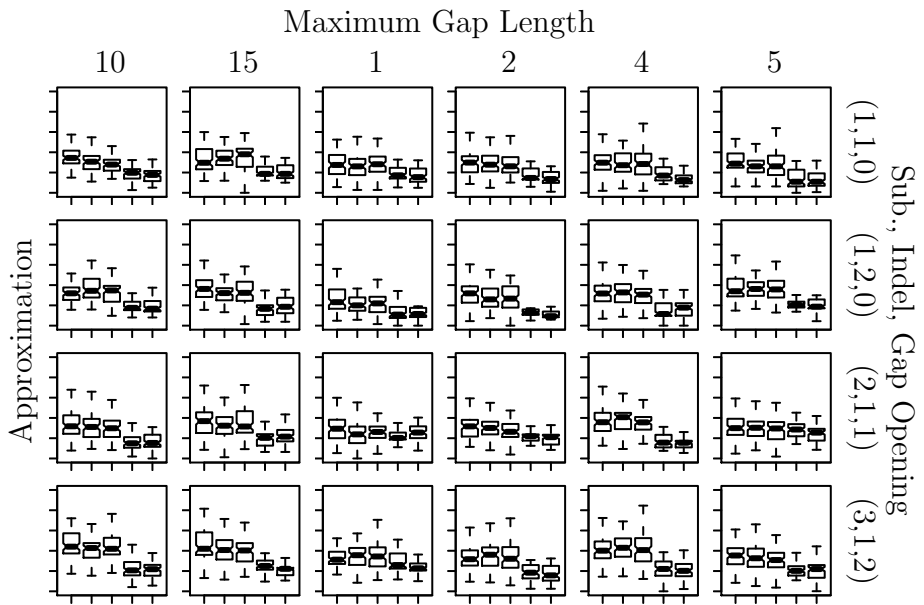 Maximum Gap Length
10 15 1 2 4 5
Approximation
Sub., Indel, Gap Opening
(1,1,0)
(1,2,0)
(2,1,1)
(3,1,2)